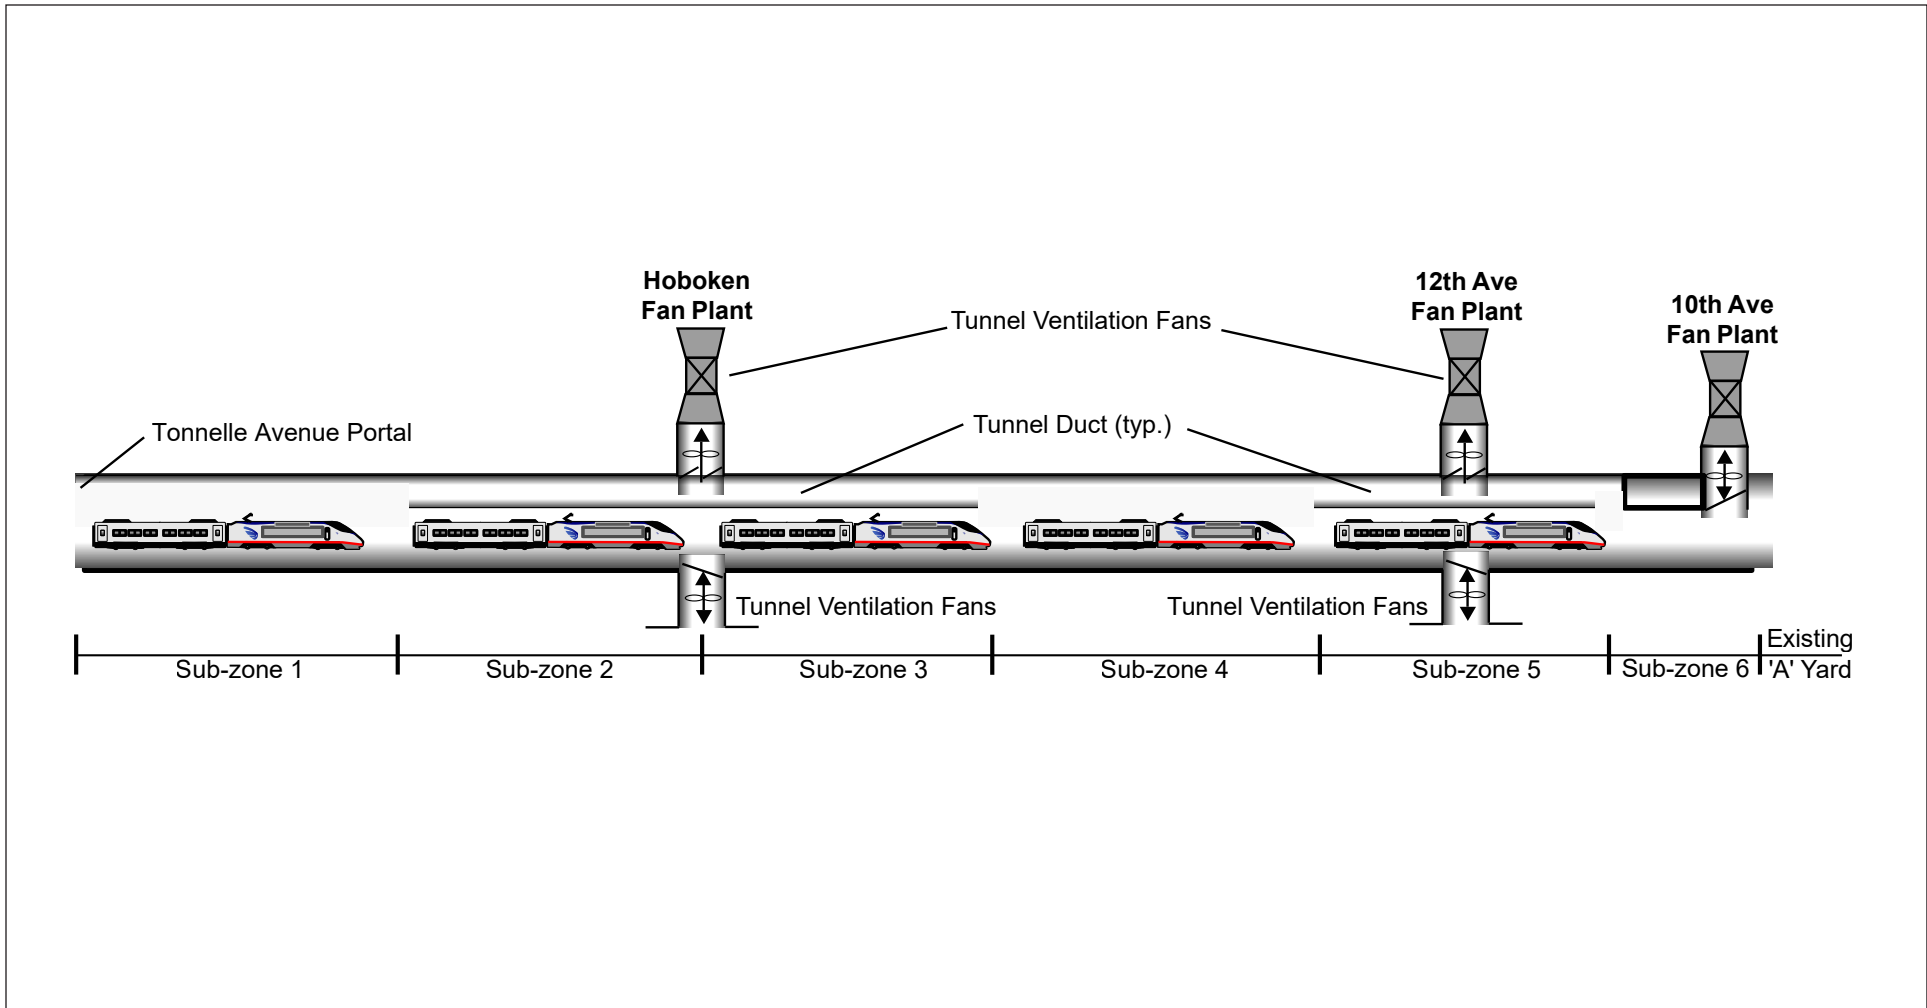 Hoboken
Fan Plant
12th Ave
Fan Plant
10th Ave
Fan Plant
Tunnel Ventilation Fans
Tonnelle Avenue Portal
Tunnel Duct (typ.)
Tunnel Ventilation Fans
Tunnel Ventilation Fans
Sub-zone 1
Sub-zone 2
Sub-zone 3
Sub-zone 4
Sub-zone 5
Sub-zone 6
Existing
'A' Yard